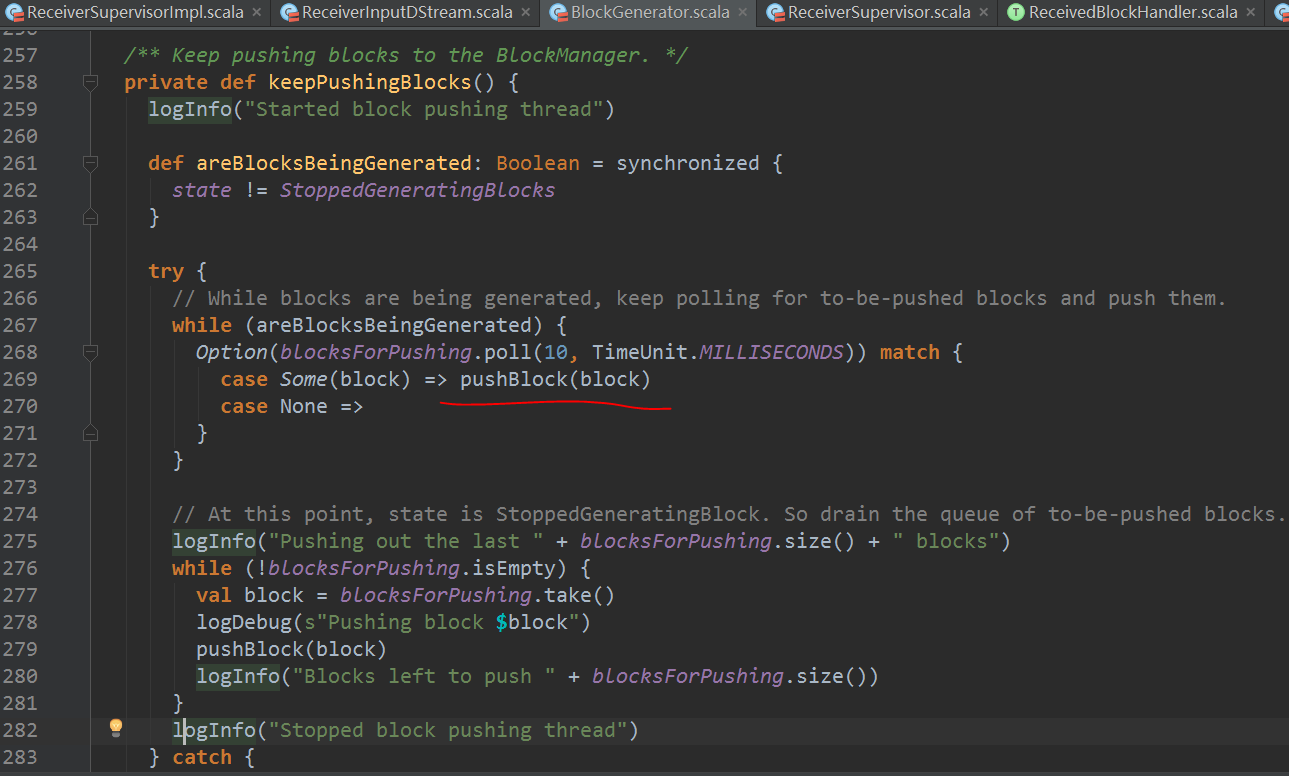 ReceiverSupervisorImpl.scala × ReceiverInputDStream.scala × BlockGenerator.scala × ReceiverSupervisor.scala × T ReceivedBlockHandler.scala ×
256
257 /** Keep pushing blocks to the BlockManager. */
258 private def keepPushingBlocks() {
259 logInfo("Started block pushing thread")
260
261 def areBlocksBeingGenerated: Boolean = synchronized {
262 state != StoppedGeneratingBlocks
263 }
264
265 try {
266 // While blocks are being generated, keep polling for to-be-pushed blocks and push them.
267 while (areBlocksBeingGenerated) {
268 Option(blocksForPushing.poll(10, TimeUnit.MILLISECONDS)) match {
269 case Some(block) => pushBlock(block)
270 case None =>
271 }
272 }
273
274 // At this point, state is StoppedGeneratingBlock. So drain the queue of to-be-pushed blocks.
275 logInfo("Pushing out the last " + blocksForPushing.size() + " blocks")
276 while (!blocksForPushing.isEmpty) {
277 val block = blocksForPushing.take()
278 logDebug(s"Pushing block $block")
279 pushBlock(block)
280 logInfo("Blocks left to push " + blocksForPushing.size())
281 }
282 logInfo("Stopped block pushing thread")
283 } catch {